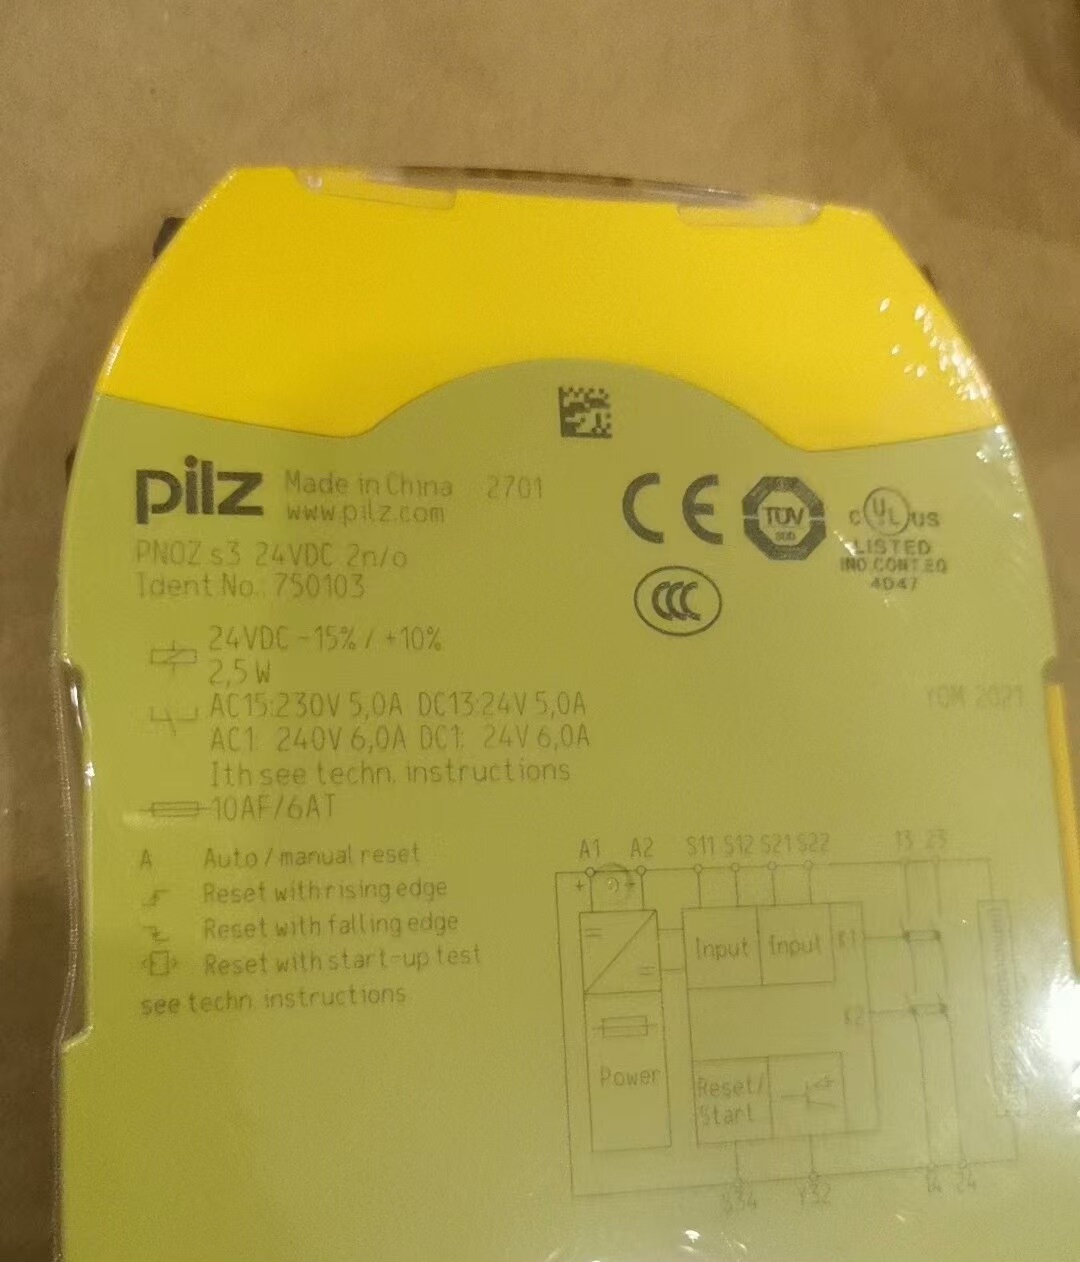 pilz Made in China 2701
www.pilz.com
PNOZ s3 24VDC 2n/o
Ident No.: 750103
CE
TÜV
SÜD
C UL US
LISTED
IND.CONT.EQ
4D47
CCC
24VDC -15% / +10%
2,5 W
AC15:230V 5,0A DC13:24V 5,0A
AC1: 240V 6,0A DC1: 24V 6,0A
Ith see techn. instructions
10AF/6AT
YOM 2021
A Auto / manual reset
Reset with rising edge
Reset with falling edge
Reset with start-up test
see techn. instructions
A1 A2 S11 S12 S21 S22 13 23
+
Input Input K1
K2
Power
Reset/
Start
S34 Y32 14 24